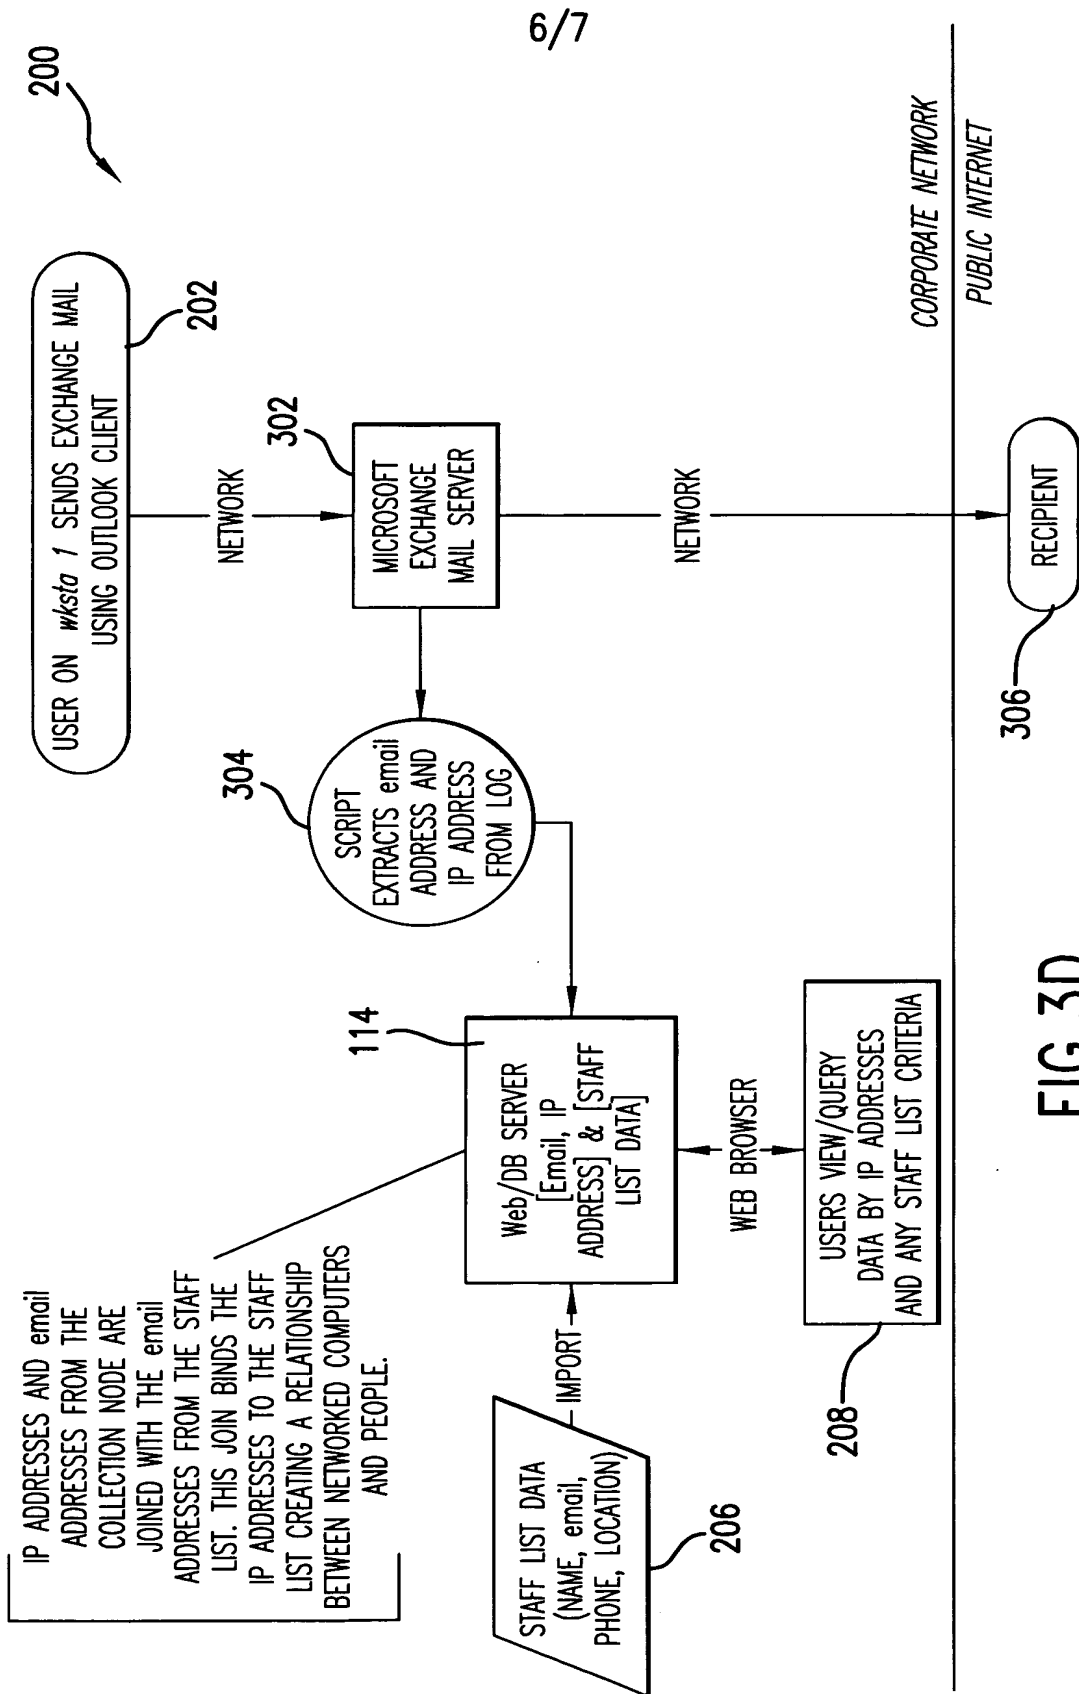 6/7
200
USER ON wksta 1 SENDS EXCHANGE MAIL
USING OUTLOOK CLIENT
202
NETWORK
302
MICROSOFT
EXCHANGE
MAIL SERVER
NETWORK
CORPORATE NETWORK
PUBLIC INTERNET
RECIPIENT
306
304
SCRIPT
EXTRACTS email
ADDRESS AND
IP ADDRESS
FROM LOG
114
Web/DB SERVER
[Email, IP
ADDRESS] & [STAFF
LIST DATA]
WEB BROWSER
USERS VIEW/QUERY
DATA BY IP ADDRESSES
AND ANY STAFF LIST CRITERIA
208
IP ADDRESSES AND email
ADDRESSES FROM THE
COLLECTION NODE ARE
JOINED WITH THE email
ADDRESSES FROM THE STAFF
LIST. THIS JOIN BINDS THE
IP ADDRESSES TO THE STAFF
LIST CREATING A RELATIONSHIP
BETWEEN NETWORKED COMPUTERS
AND PEOPLE.
IMPORT
STAFF LIST DATA
(NAME, email,
PHONE, LOCATION)
206
FIG.3D